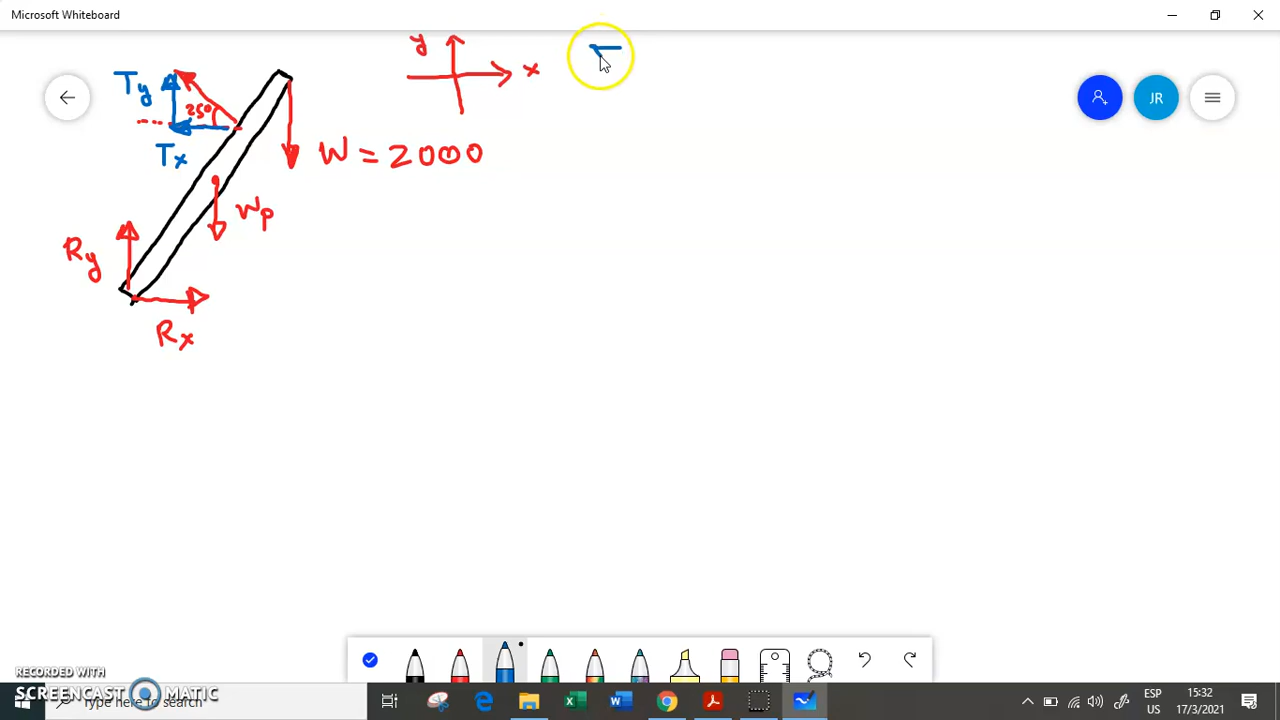 Microsoft Whiteboard
y
x
Ty
25°
Tx
W = 2000
Wp
Ry
Rx
JR
RECORDED WITH
SCREENCAST MATIC
Type here to search
ESP
US
15:32
17/3/2021